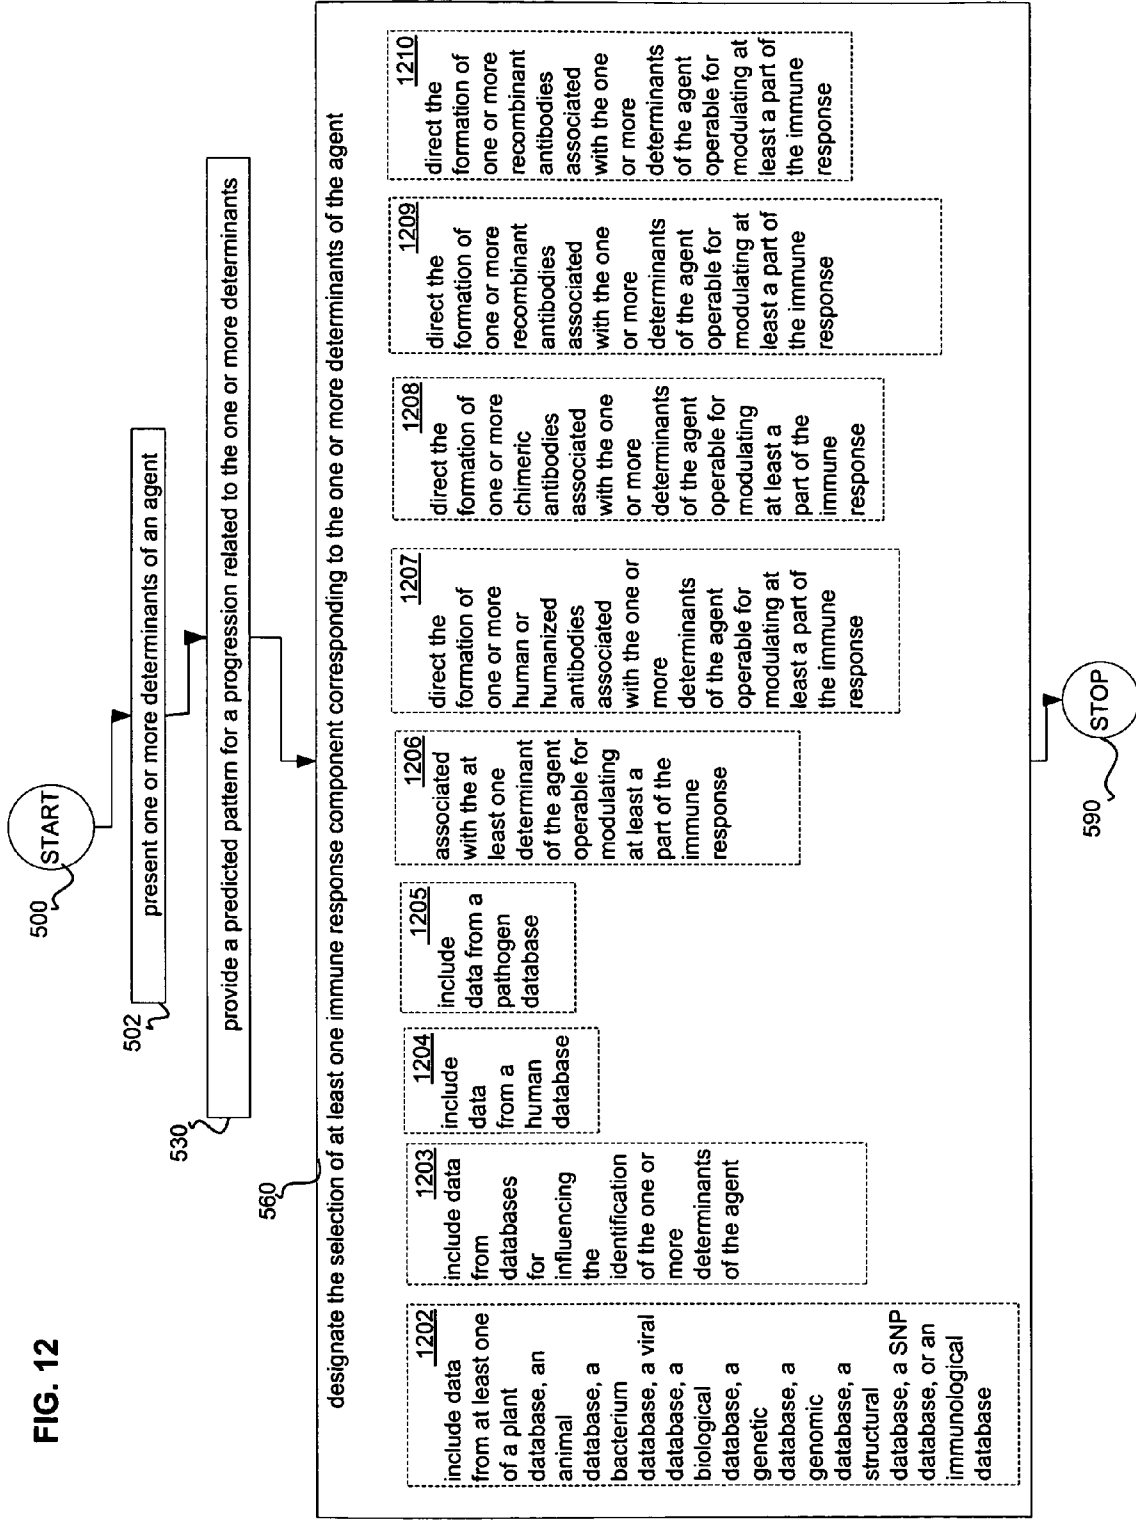 FIG. 12
500
START
502
present one or more determinants of an agent
530
provide a predicted pattern for a progression related to the one or more determinants
560
designate the selection of at least one immune response component corresponding to the one or more determinants of the agent
1202
include data
from at least one
of a plant
database, an
animal
database, a
bacterium
database, a viral
database, a
biological
database, a
genetic
database, a
genomic
database, a
structural
database, a SNP
database, or an
immunological
database
1203
include data
from
databases
for
influencing
the
identification
of the one or
more
determinants
of the agent
1204
include
data
from a
human
database
1205
include
data from a
pathogen
database
1206
associated
with the at
least one
determinant
of the agent
operable for
modulating
at least a
part of the
immune
response
1207
direct the
formation of
one or more
human or
humanized
antibodies
associated
with the one or
more
determinants
of the agent
operable for
modulating at
least a part of
the immune
response
1208
direct the
formation of
one or more
chimeric
antibodies
associated
with the one
or more
determinants
of the agent
operable for
modulating
at least a
part of the
immune
response
1209
direct the
formation of
one or more
recombinant
antibodies
associated
with the one
or more
determinants
of the agent
operable for
modulating at
least a part of
the immune
response
1210
direct the
formation of
one or more
recombinant
antibodies
associated
with the one
or more
determinants
of the agent
operable for
modulating at
least a part of
the immune
response
590
STOP